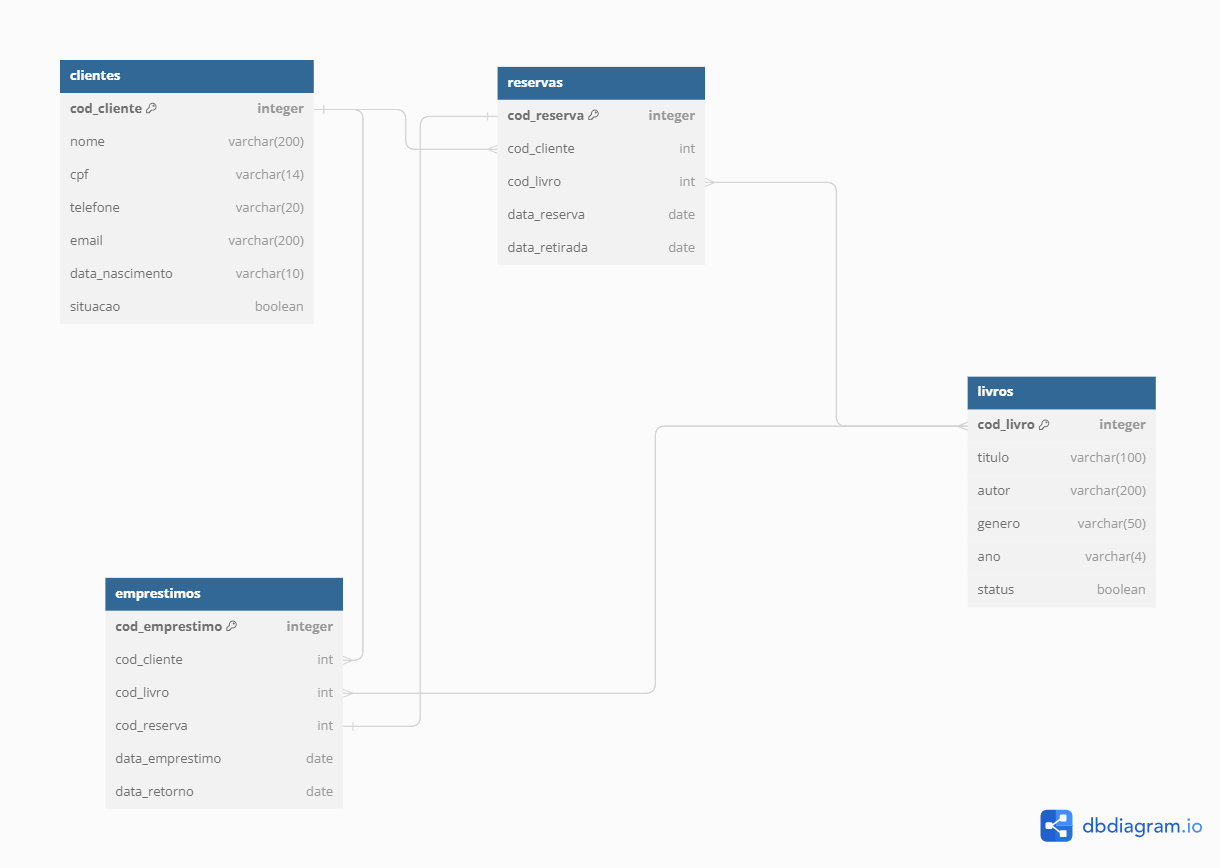 clientes
cod_cliente integer
nome varchar(200)
cpf varchar(14)
telefone varchar(20)
email varchar(200)
data_nascimento varchar(10)
situacao boolean
reservas
cod_reserva integer
cod_cliente int
cod_livro int
data_reserva date
data_retirada date
livros
cod_livro integer
titulo varchar(100)
autor varchar(200)
genero varchar(50)
ano varchar(4)
status boolean
emprestimos
cod_emprestimo integer
cod_cliente int
cod_livro int
cod_reserva int
data_emprestimo date
data_retorno date
dbdiagram.io